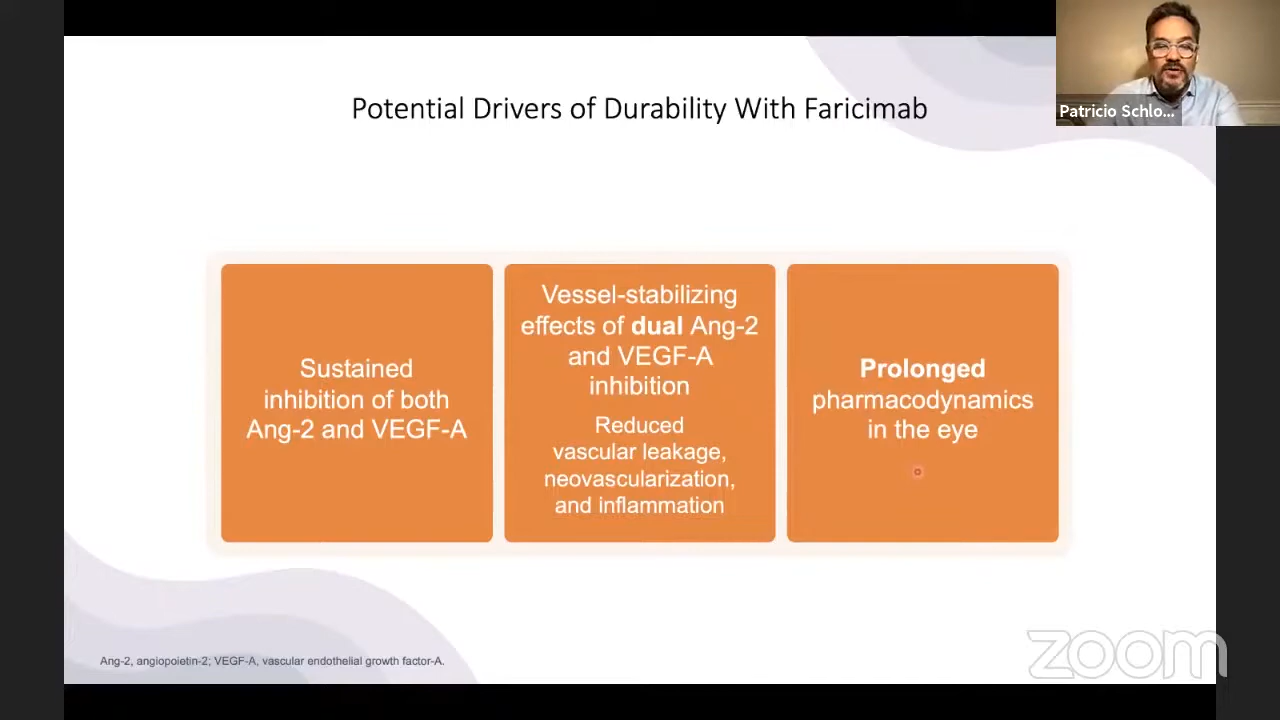 Potential Drivers of Durability With Faricimab
Patricio Schlo...
Sustained
inhibition of both
Ang-2 and VEGF-A
Vessel-stabilizing
effects of dual Ang-2
and VEGF-A
inhibition
Reduced
vascular leakage,
neovascularization,
and inflammation
Prolonged
pharmacodynamics
in the eye
Ang-2, angiopoietin-2; VEGF-A, vascular endothelial growth factor-A.
zoom